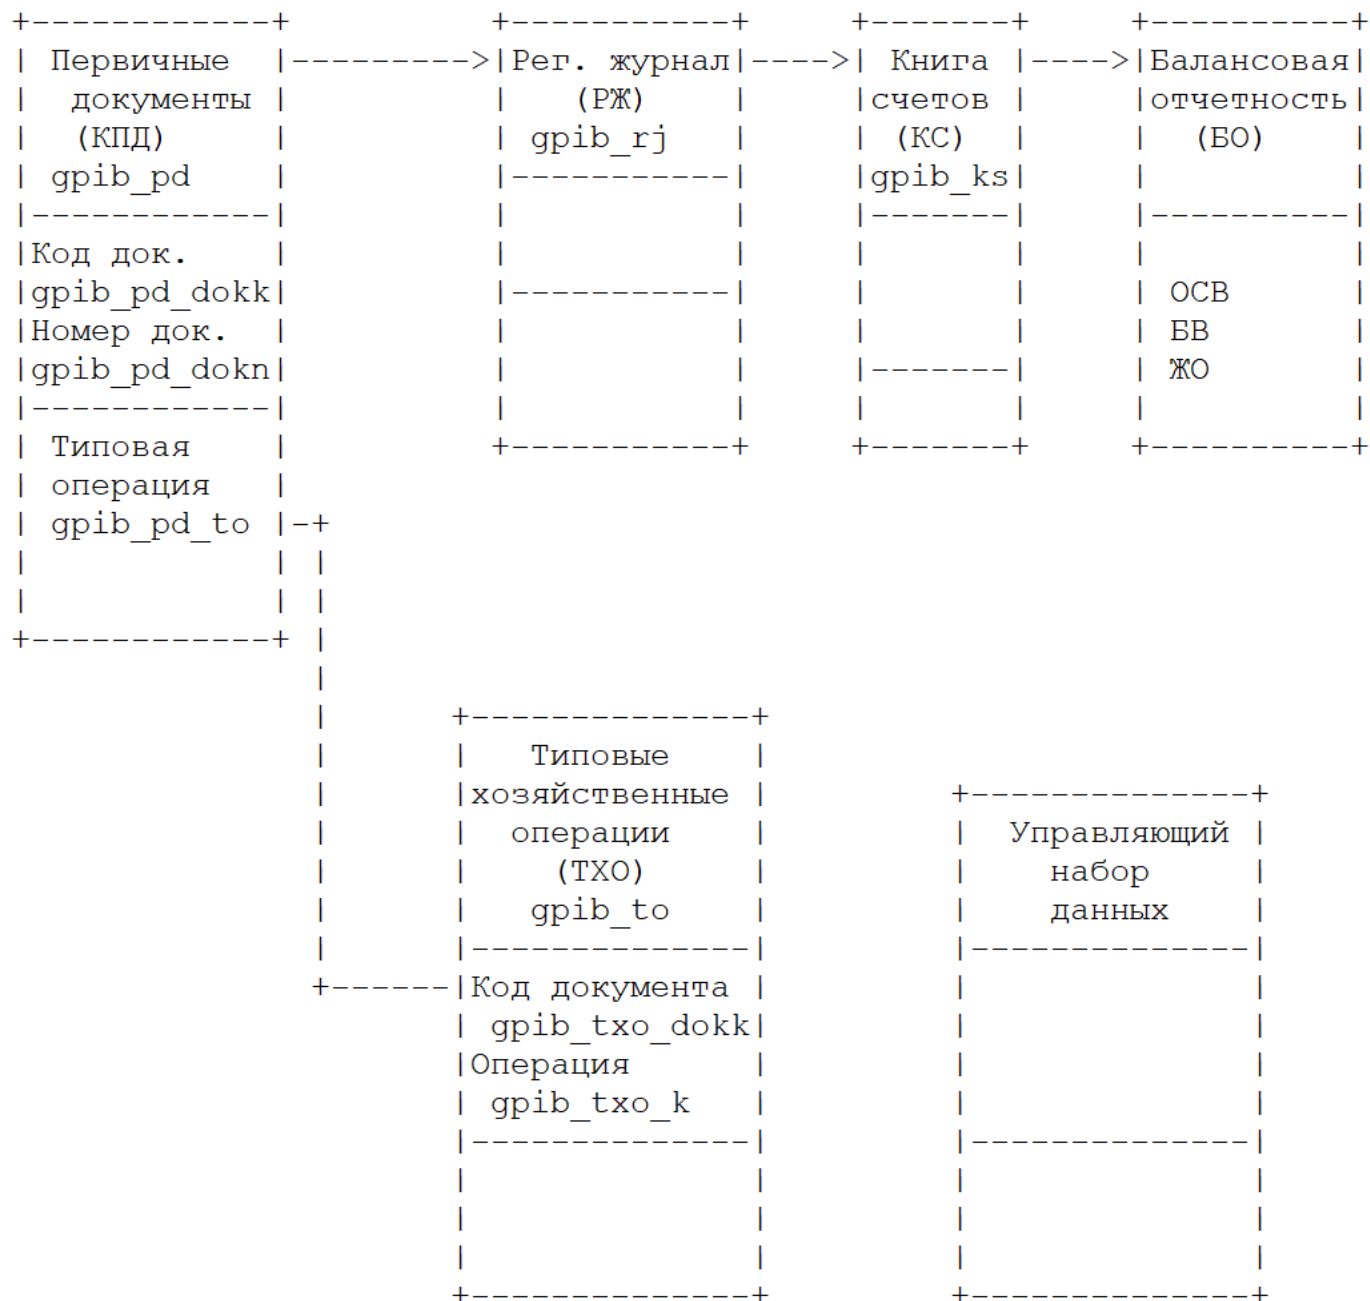 Первичные Рег. журнал Книга Балансовая
документы (РЖ) счетов отчетность
(КПД) gpib_rj (КС) (БО)
gpib_pd gpib_ks
Код док.
gpib_pd_dokk ОСВ
Номер док. БВ
gpib_pd_dokn ЖО
Типовая
операция
gpib_pd_to
Типовые
хозяйственные
операции Управляющий
(ТХО) набор
gpib_to данных
Код документа
gpib_txo_dokk
Операция
gpib_txo_k